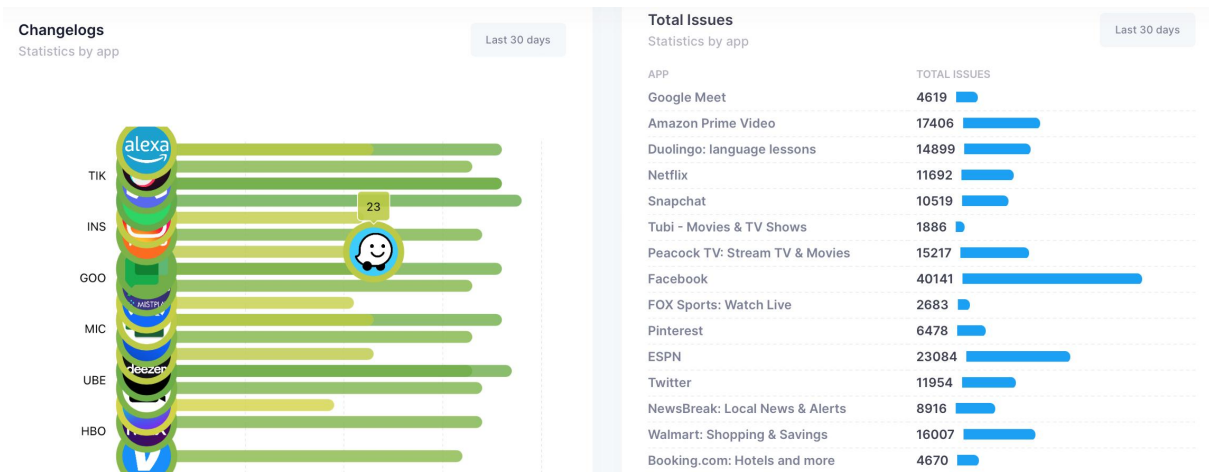 Changelogs
Statistics by app
Last 30 days
alexa
TIK
23
INS
GOO
MISTPL
MIC
deezer
UBE
HBO
Total Issues
Statistics by app
Last 30 days
APP TOTAL ISSUES
Google Meet 4619
Amazon Prime Video 17406
Duolingo: language lessons 14899
Netflix 11692
Snapchat 10519
Tubi - Movies & TV Shows 1886
Peacock TV: Stream TV & Movies 15217
Facebook 40141
FOX Sports: Watch Live 2683
Pinterest 6478
ESPN 23084
Twitter 11954
NewsBreak: Local News & Alerts 8916
Walmart: Shopping & Savings 16007
Booking.com: Hotels and more 4670